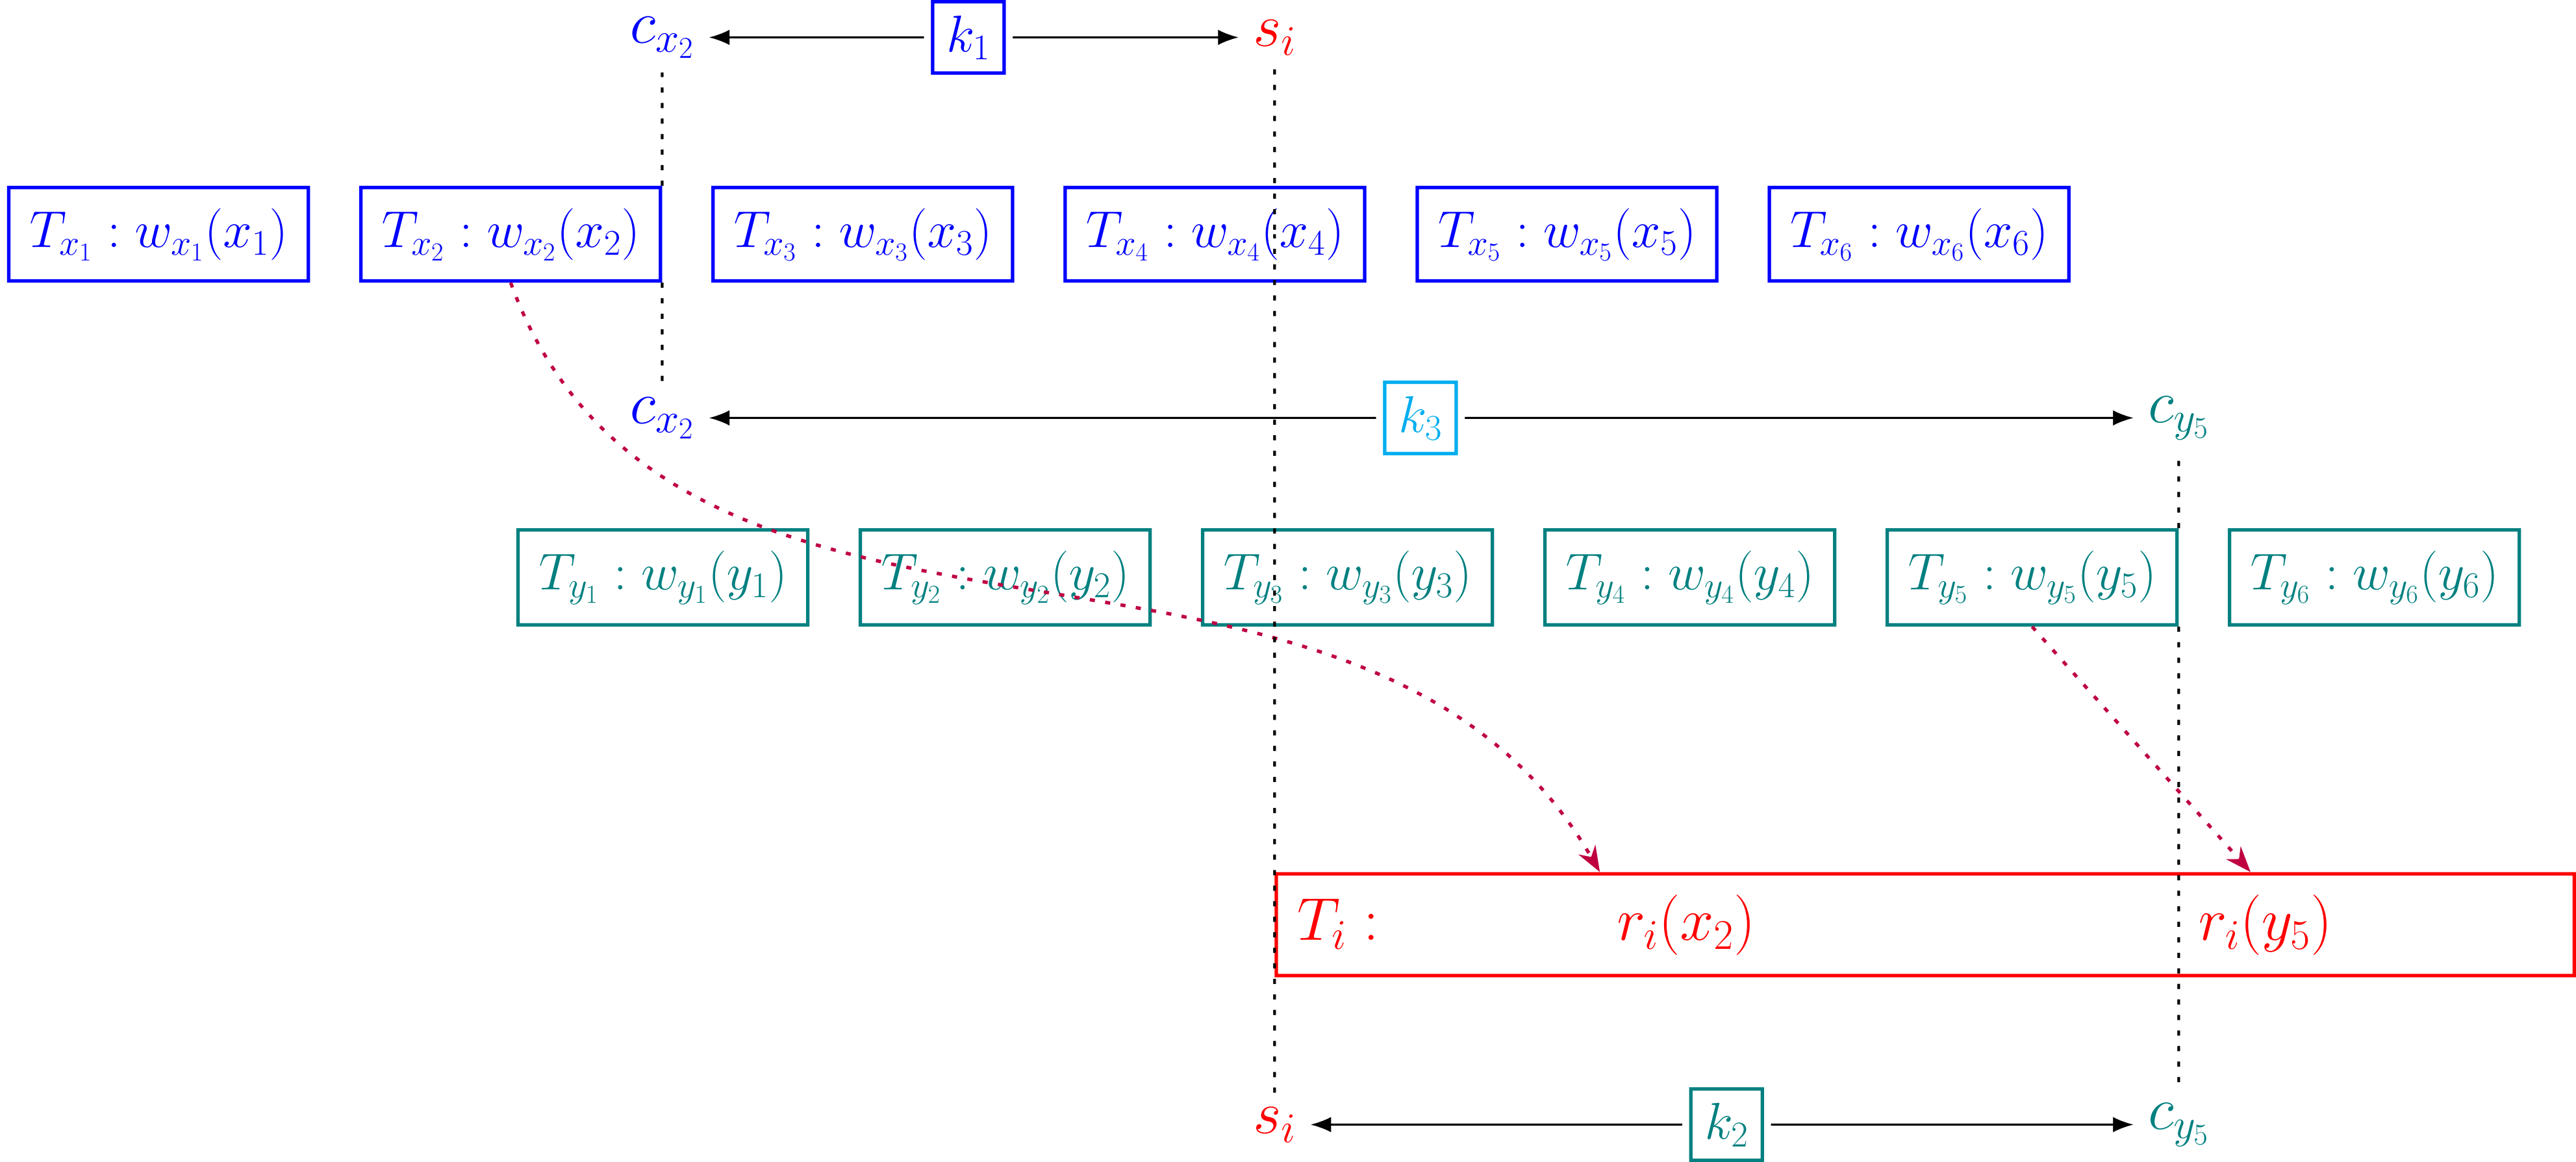 c_{x_2} k_1 s_i
T_{x_1} : w_{x_1}(x_1) T_{x_2} : w_{x_2}(x_2) T_{x_3} : w_{x_3}(x_3) T_{x_4} : w_{x_4}(x_4) T_{x_5} : w_{x_5}(x_5) T_{x_6} : w_{x_6}(x_6)
c_{x_2} k_3 c_{y_5}
T_{y_1} : w_{y_1}(y_1) T_{y_2} : w_{y_2}(y_2) T_{y_3} : w_{y_3}(y_3) T_{y_4} : w_{y_4}(y_4) T_{y_5} : w_{y_5}(y_5) T_{y_6} : w_{y_6}(y_6)
T_i : r_i(x_2) r_i(y_5)
s_i k_2 c_{y_5}